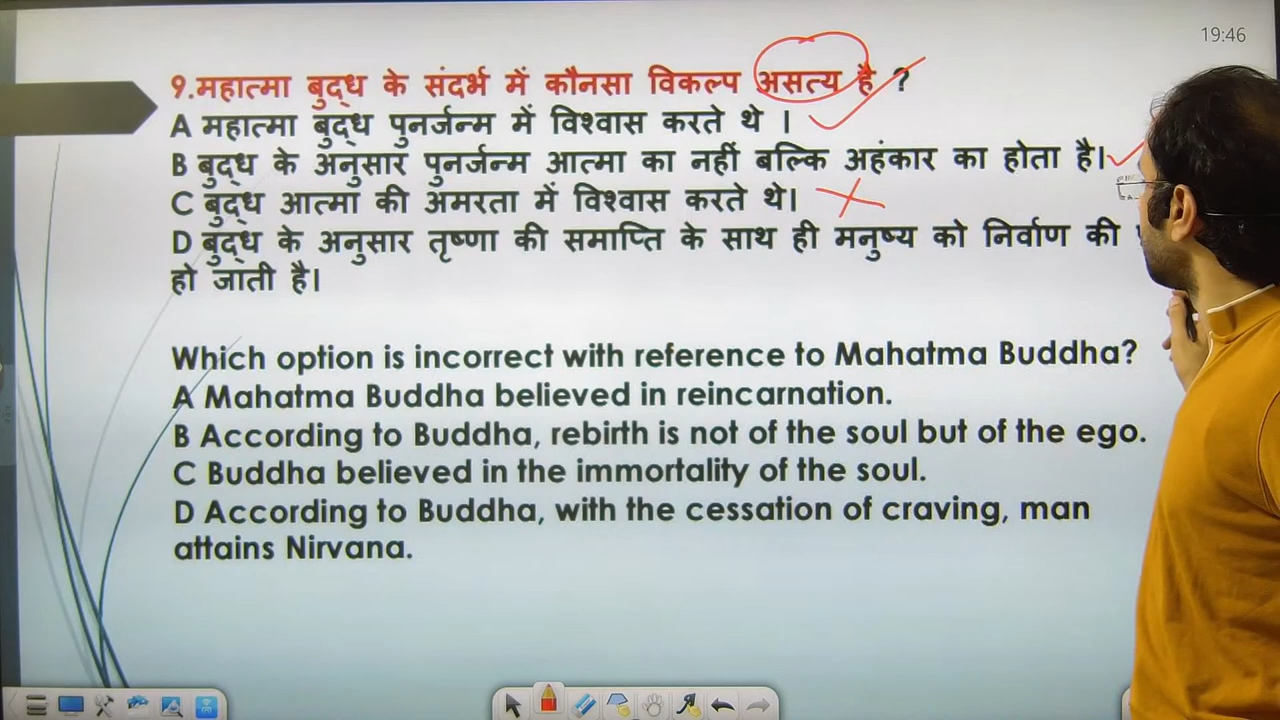 19:46
9.महात्मा बुद्ध के संदर्भ में कौनसा विकल्प असत्य है ?
A महात्मा बुद्ध पुनर्जन्म में विश्वास करते थे ।
B बुद्ध के अनुसार पुनर्जन्म आत्मा का नहीं बल्कि अहंकार का होता है।
C बुद्ध आत्मा की अमरता में विश्वास करते थे।
D बुद्ध के अनुसार तृष्णा की समाप्ति के साथ ही मनुष्य को निर्वाण की
हो जाती है।
Which option is incorrect with reference to Mahatma Buddha?
A Mahatma Buddha believed in reincarnation.
B According to Buddha, rebirth is not of the soul but of the ego.
C Buddha believed in the immortality of the soul.
D According to Buddha, with the cessation of craving, man
attains Nirvana.